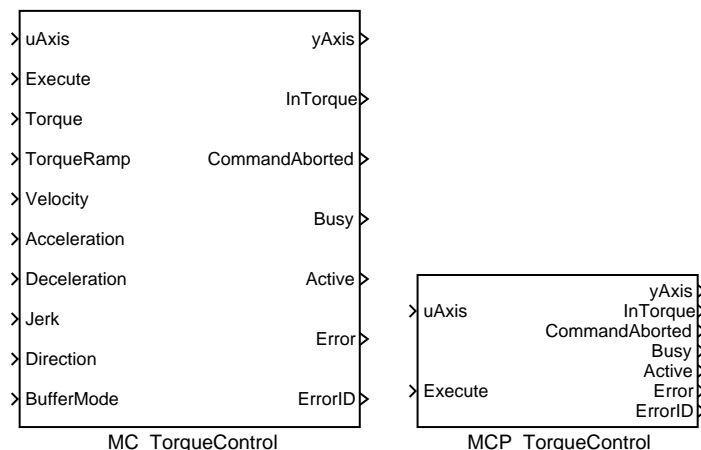 uAxis
Execute
Torque
TorqueRamp
Velocity
Acceleration
Deceleration
Jerk
Direction
BufferMode
yAxis
InTorque
CommandAborted
Busy
Active
Error
ErrorID
MC_TorqueControl
uAxis
Execute
yAxis
InTorque
CommandAborted
Busy
Active
Error
ErrorID
MCP_TorqueControl